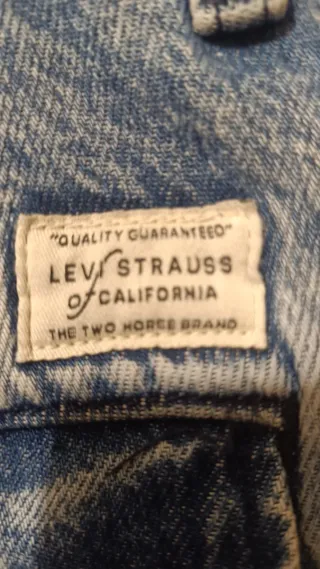 "QUALITY GUARANTEED"
LEVI STRAUSS
of CALIFORNIA
THE TWO HORSE BRAND